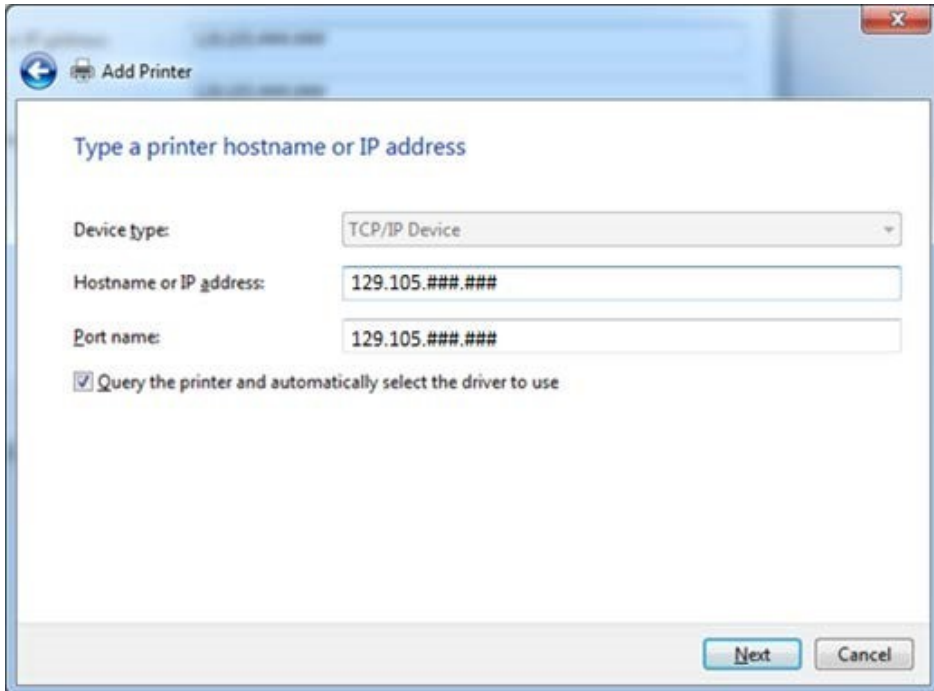 Add Printer
Type a printer hostname or IP address
Device type: TCP/IP Device
Hostname or IP address: 129.105.###.###
Port name: 129.105.###.###
Query the printer and automatically select the driver to use
Next Cancel